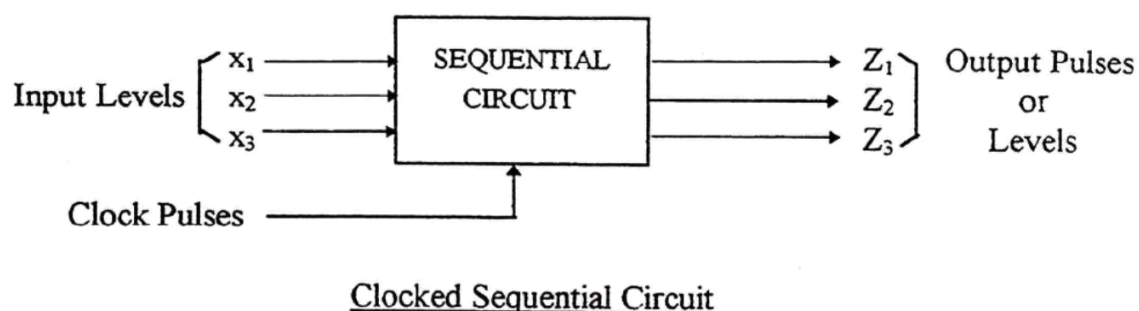 x1 SEQUENTIAL Z1 Output Pulses
Input Levels x2 CIRCUIT Z2 or
x3 Z3 Levels
Clock Pulses
Clocked Sequential Circuit